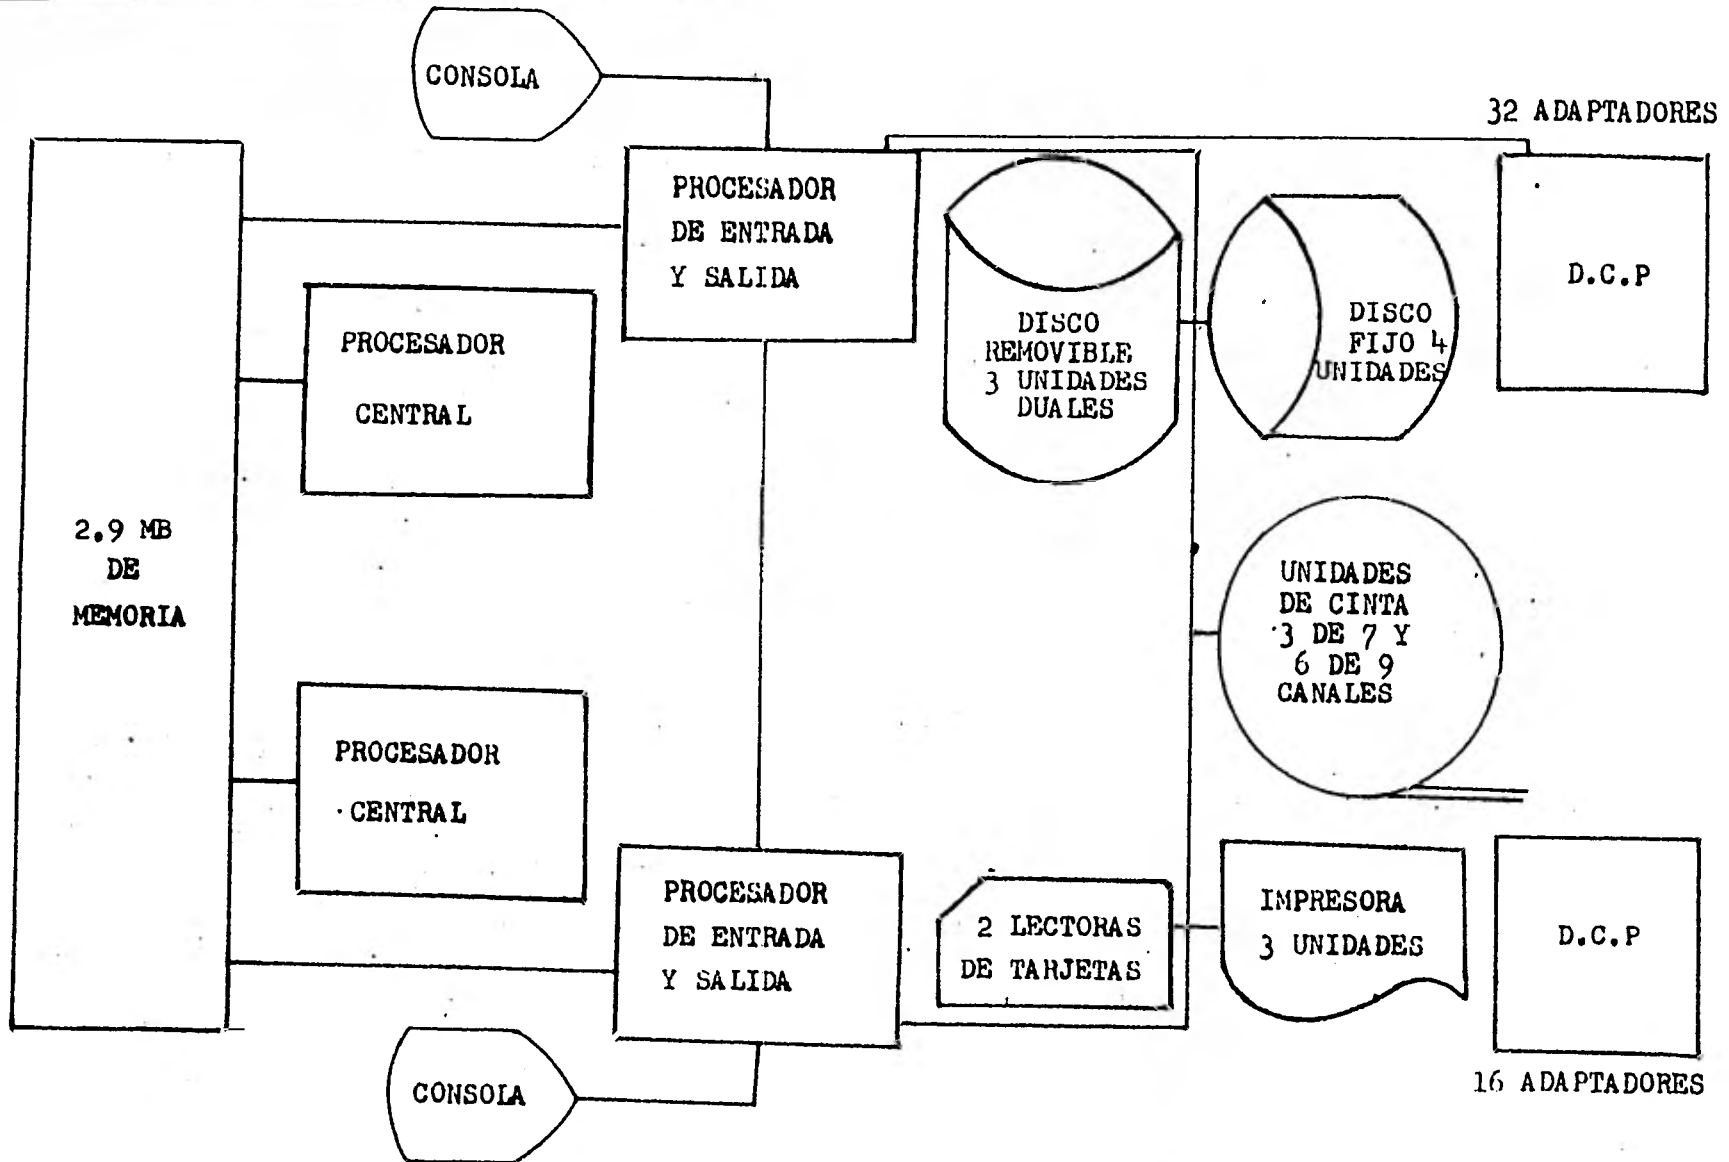 CONSOLA
32 ADAPTADORES
PROCESADOR
DE ENTRADA
Y SALIDA
D.C.P
DISCO
REMOVIBLE
3 UNIDADES
DUALES
DISCO
FIJO 4
UNIDADES
PROCESADOR
CENTRAL
2.9 MB
DE
MEMORIA
UNIDADES
DE CINTA
3 DE 7 Y
6 DE 9
CANALES
PROCESADOR
CENTRAL
PROCESADOR
DE ENTRADA
Y SALIDA
2 LECTORAS
DE TARJETAS
IMPRESORA
3 UNIDADES
D.C.P
16 ADAPTADORES
CONSOLA